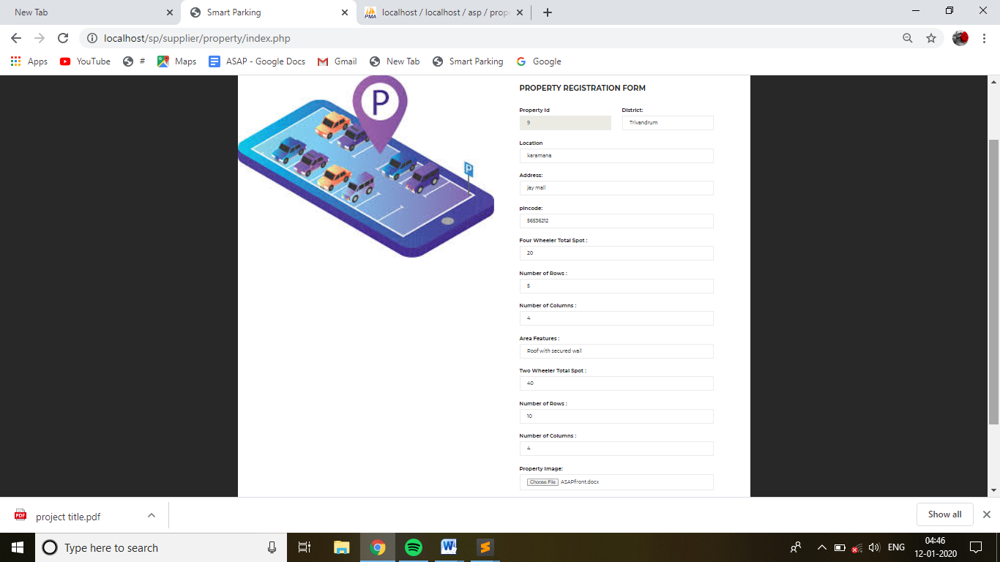 New Tab
Smart Parking
PMA
localhost / localhost / asp / prop
localhost/sp/supplier/property/index.php
Apps
YouTube
#
Maps
ASAP - Google Docs
Gmail
New Tab
Smart Parking
Google
P
P
PROPERTY REGISTRATION FORM
Property Id
District:
9
Trivandrum
Location
karamana
Address:
jay mall
pincode:
56536212
Four Wheeler Total Spot :
20
Number of Rows :
5
Number of Columns :
4
Area Features :
Roof with secured wall
Two Wheeler Total Spot :
40
Number of Rows :
10
Number of Columns :
4
Property Image:
Choose File ASAPfront.docx
PDF
project title.pdf
Show all
Type here to search
W
S
ENG
04:46
12-01-2020